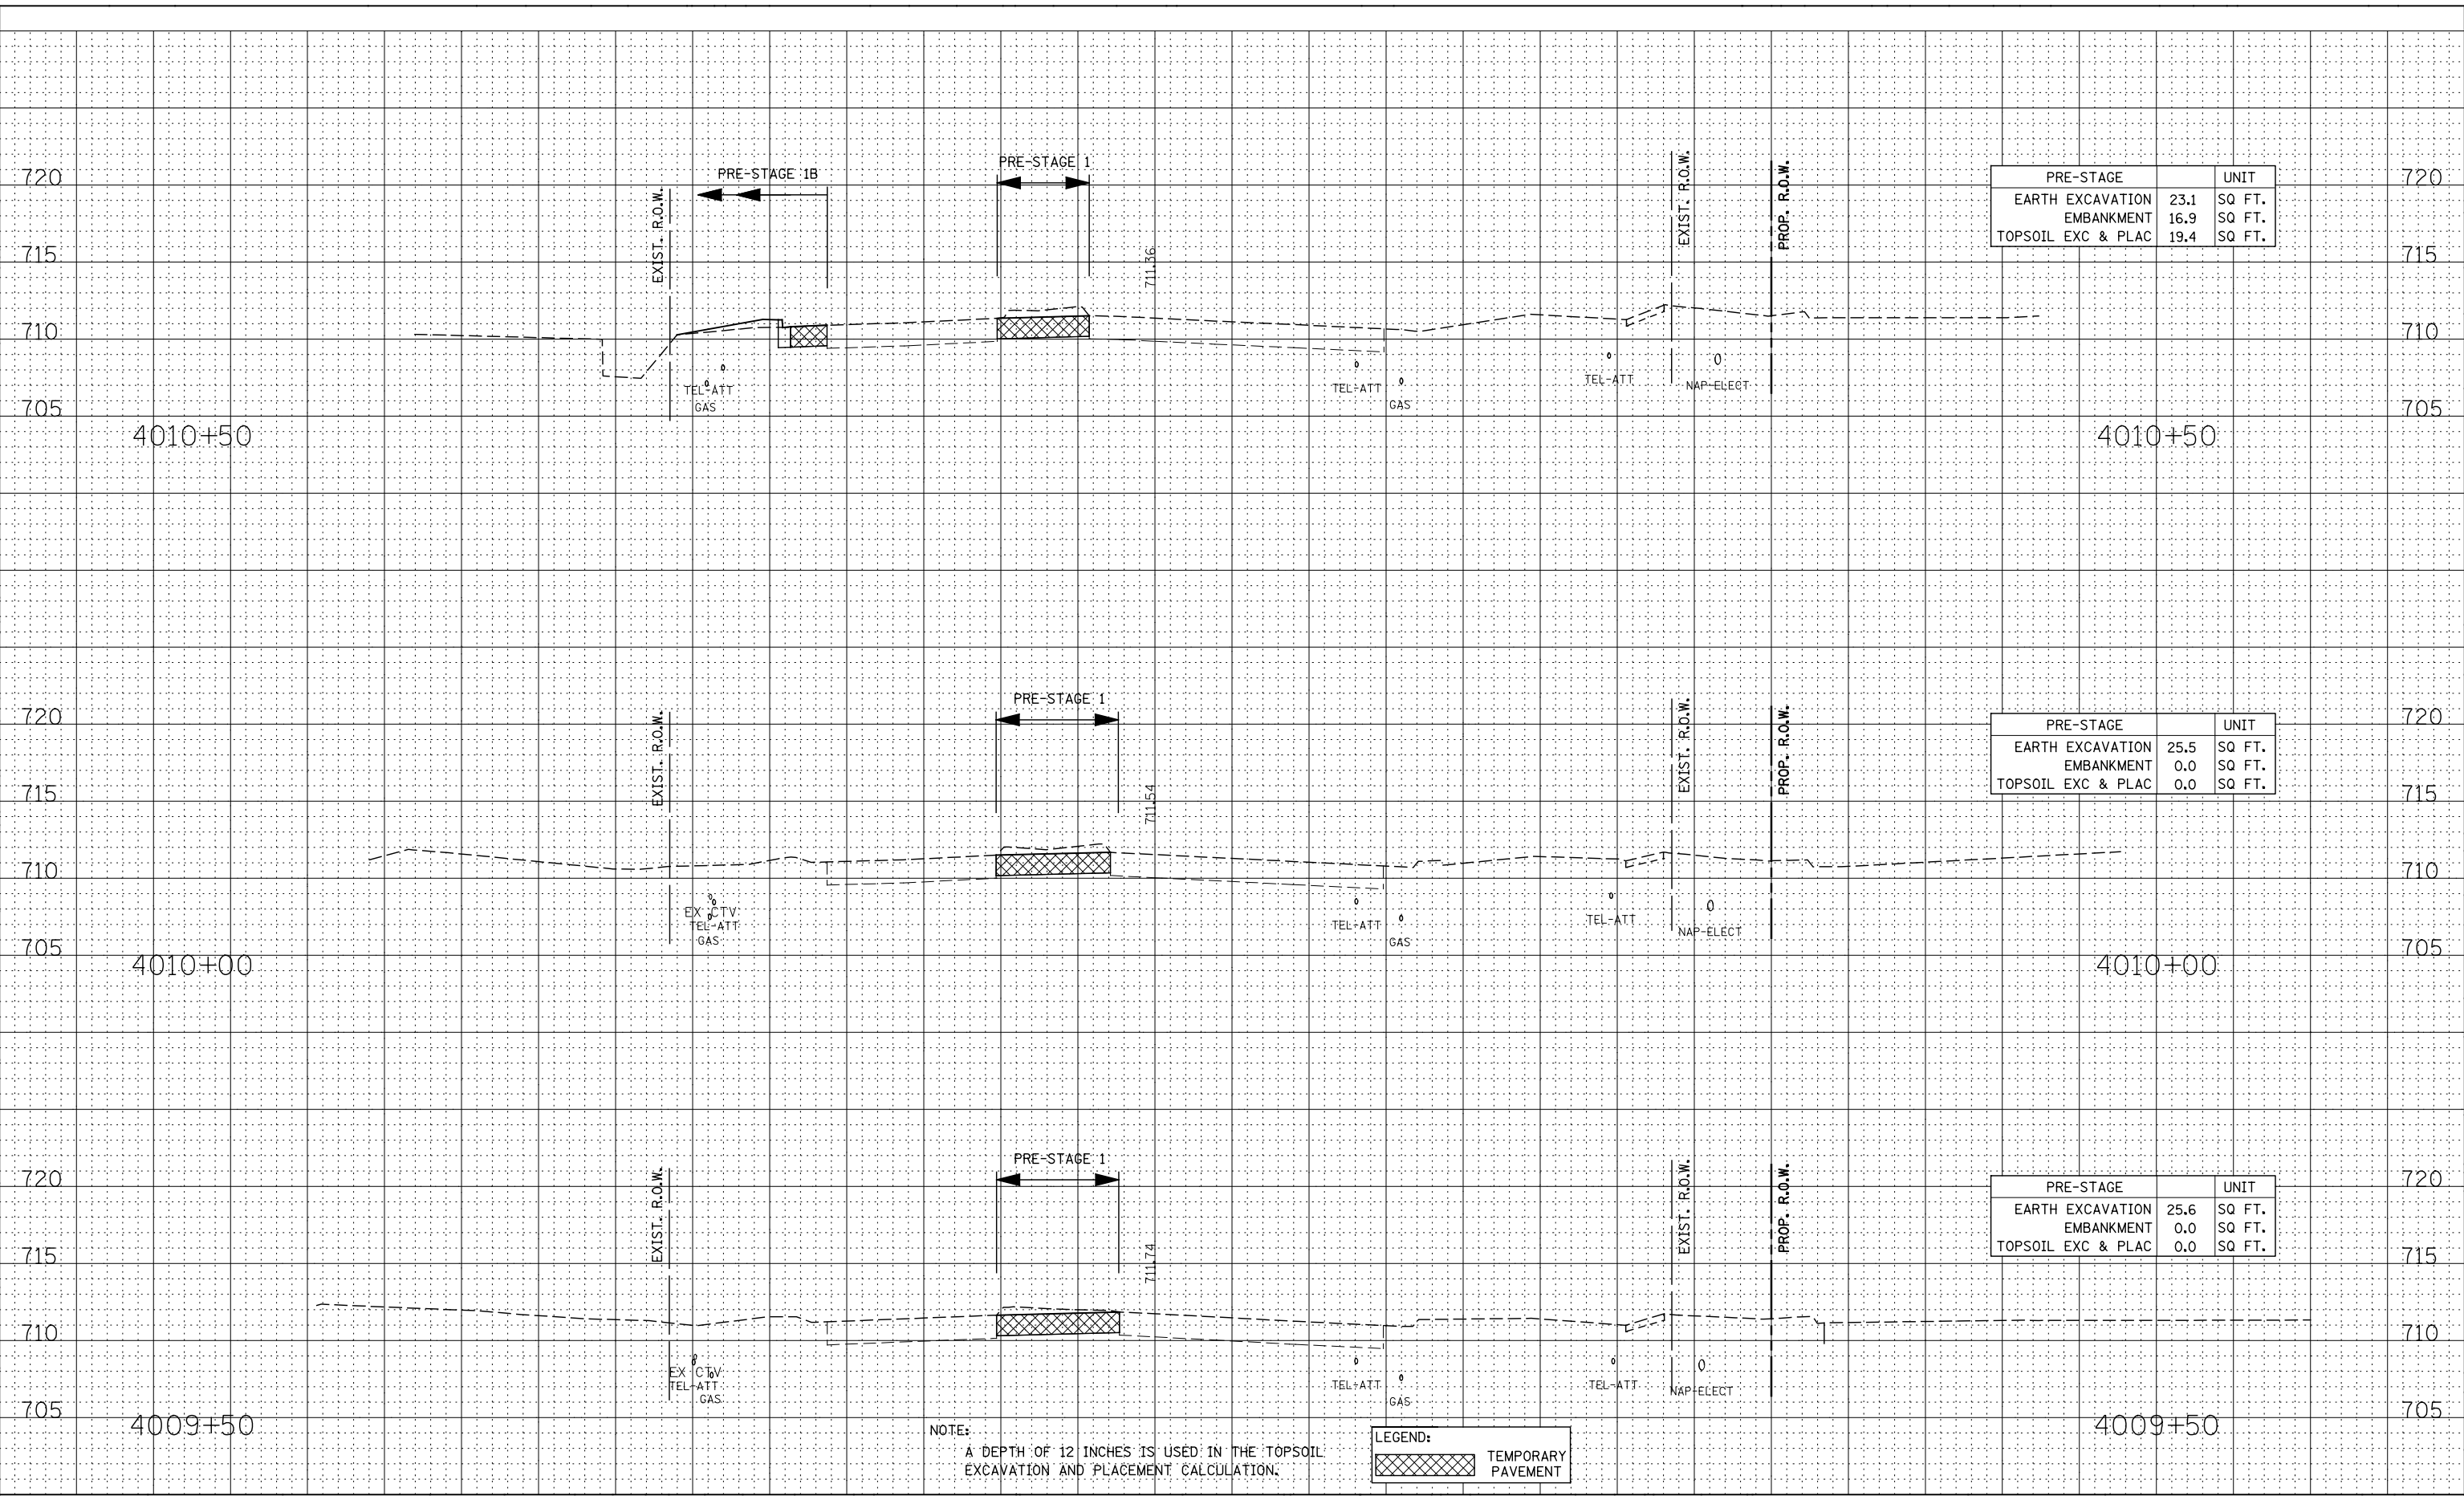 PRE-STAGE 1B
PRE-STAGE 1
EXIST. R.O.W.
711.36
EXIST. R.O.W.
PROP. R.O.W.
PRE-STAGE UNIT
EARTH EXCAVATION 23.1 SQ FT.
EMBANKMENT 16.9 SQ FT.
TOPSOIL EXC & PLAC 19.4 SQ FT.
720 720
715 715
710 710
705 705
TEL-ATT
GAS
TEL-ATT
GAS
TEL-ATT
NAP-ELECT
4010+50 4010+50
PRE-STAGE 1
EXIST. R.O.W.
711.54
EXIST. R.O.W.
PROP. R.O.W.
PRE-STAGE UNIT
EARTH EXCAVATION 25.5 SQ FT.
EMBANKMENT 0.0 SQ FT.
TOPSOIL EXC & PLAC 0.0 SQ FT.
720 720
715 715
710 710
705 705
EX CTV
TEL-ATT
GAS
TEL-ATT
GAS
TEL-ATT
NAP-ELECT
4010+00 4010+00
PRE-STAGE 1
EXIST. R.O.W.
711.74
EXIST. R.O.W.
PROP. R.O.W.
PRE-STAGE UNIT
EARTH EXCAVATION 25.6 SQ FT.
EMBANKMENT 0.0 SQ FT.
TOPSOIL EXC & PLAC 0.0 SQ FT.
720 720
715 715
710 710
705 705
EX CTV
TEL-ATT
GAS
TEL-ATT
GAS
TEL-ATT
NAP-ELECT
4009+50 4009+50
NOTE:
A DEPTH OF 12 INCHES IS USED IN THE TOPSOIL
EXCAVATION AND PLACEMENT CALCULATION.
LEGEND:
TEMPORARY
PAVEMENT